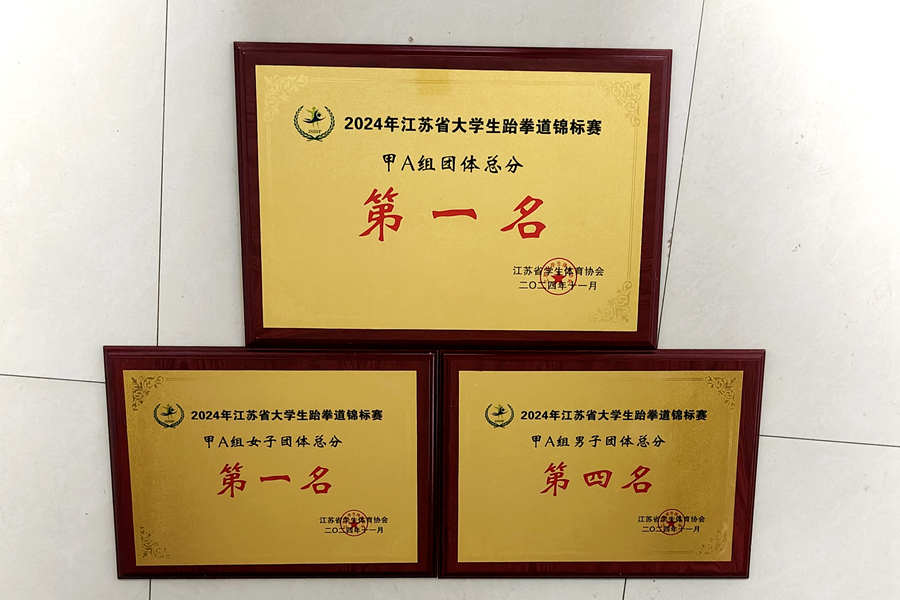 2024年江苏省大学生跆拳道锦标赛
甲A组团体总分
第一名
江苏省学生体育协会
二〇二四年十一月
2024年江苏省大学生跆拳道锦标赛
甲A组女子团体总分
第一名
江苏省学生体育协会
二〇二四年十一月
2024年江苏省大学生跆拳道锦标赛
甲A组男子团体总分
第四名
江苏省学生体育协会
二〇二四年十一月